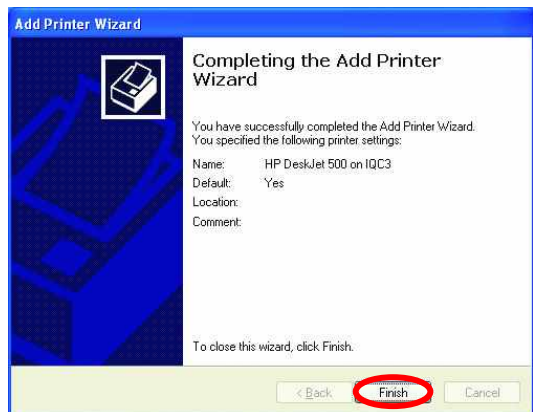 Add Printer Wizard
Completing the Add Printer
Wizard
You have successfully completed the Add Printer Wizard.
You specified the following printer settings:
Name: HP DeskJet 500 on IQC3
Default: Yes
Location:
Comment:
To close this wizard, click Finish.
< Back Finish Cancel